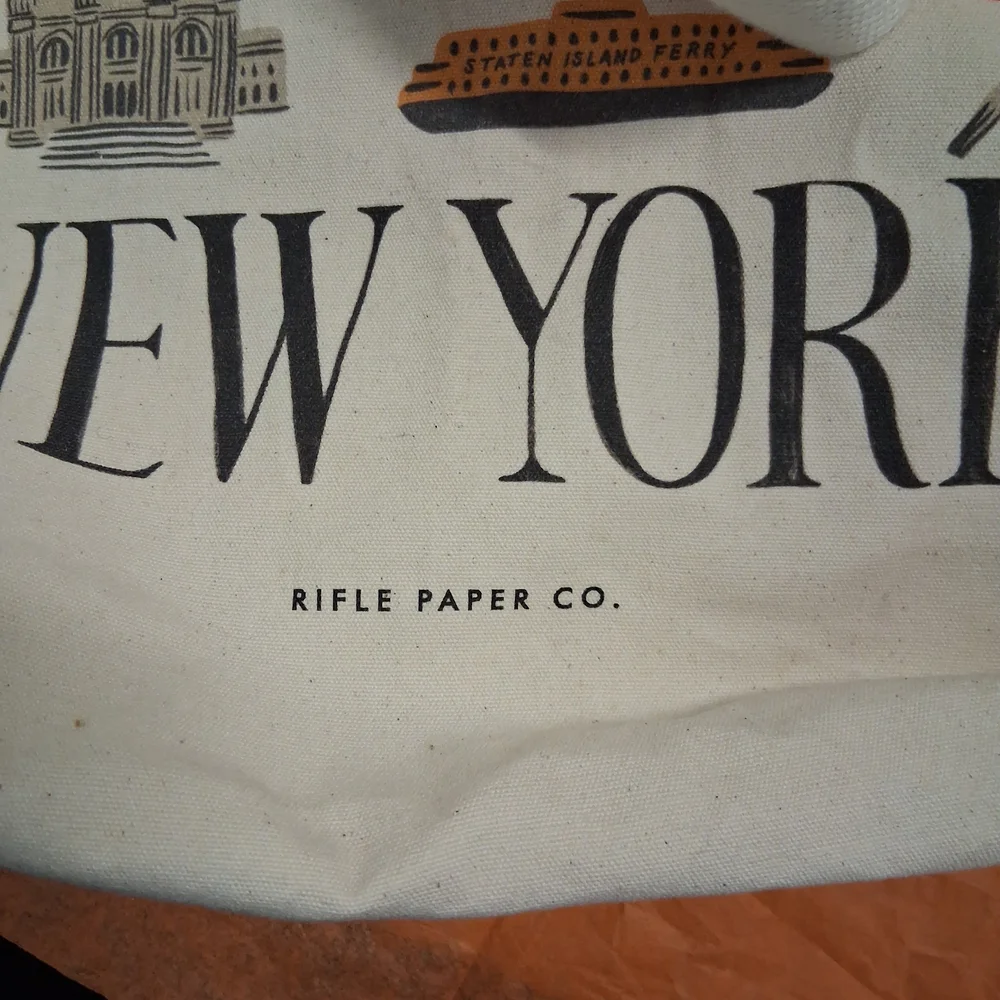 STATEN ISLAND FERRY
NEW YORK
RIFLE PAPER CO.